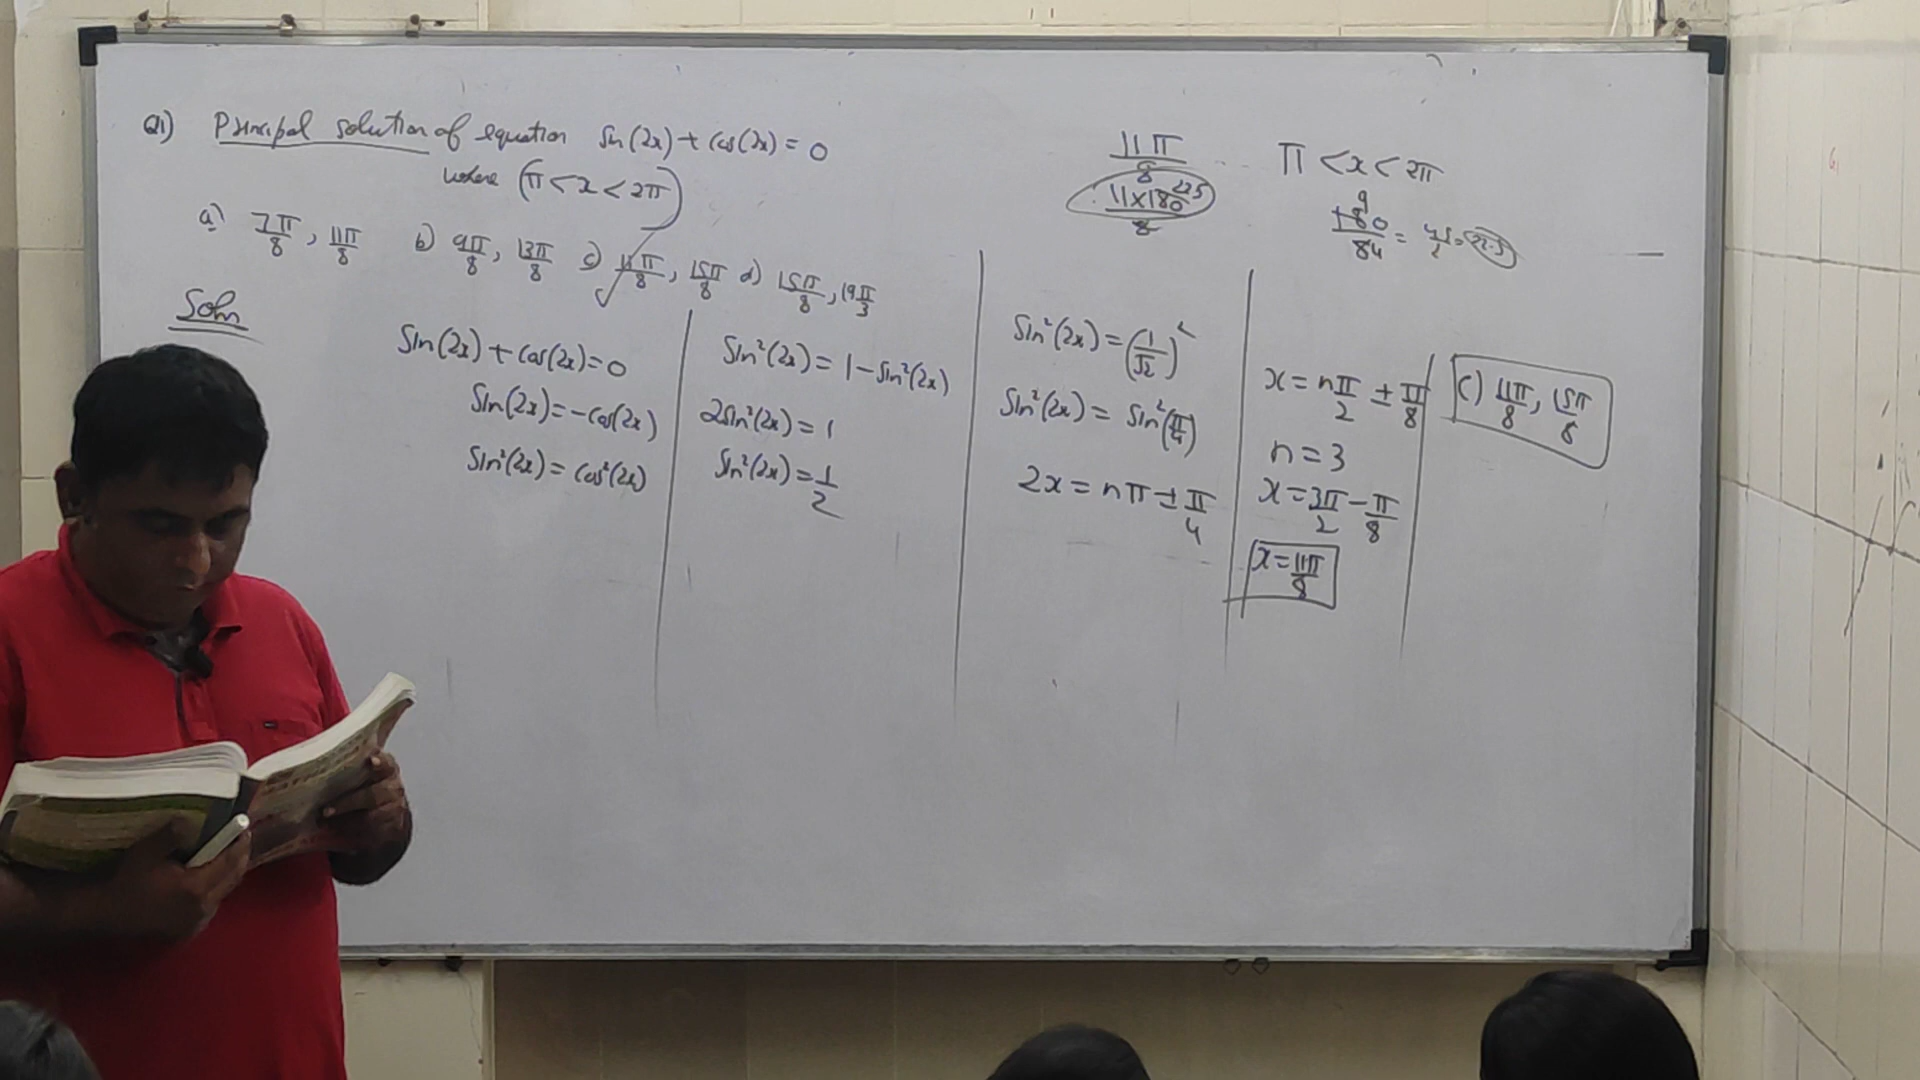 Q1) Principal solution of equation Sin(2x) + Cos(2x) = 0
where (π < x < 2π)
a) 7π/8, 11π/8 b) 9π/8, 13π/8 c) 11π/8, 15π/8 d) 15π/8, 19π/3
Soln
Sin(2x) + Cos(2x) = 0
Sin(2x) = -Cos(2x)
Sin²(2x) = Cos²(2x)
Sin²(2x) = 1 - Sin²(2x)
2Sin²(2x) = 1
Sin²(2x) = 1/2
Sin²(2x) = (1/√2)²
Sin²(2x) = Sin²(π/4)
2x = nπ ± π/4
x = nπ/2 ± π/8
n = 3
x = 3π/2 - π/8
x = 11π/8
C) 11π/8, 15π/8
11π/8
11×180/8
π < x < 2π
180/84 =